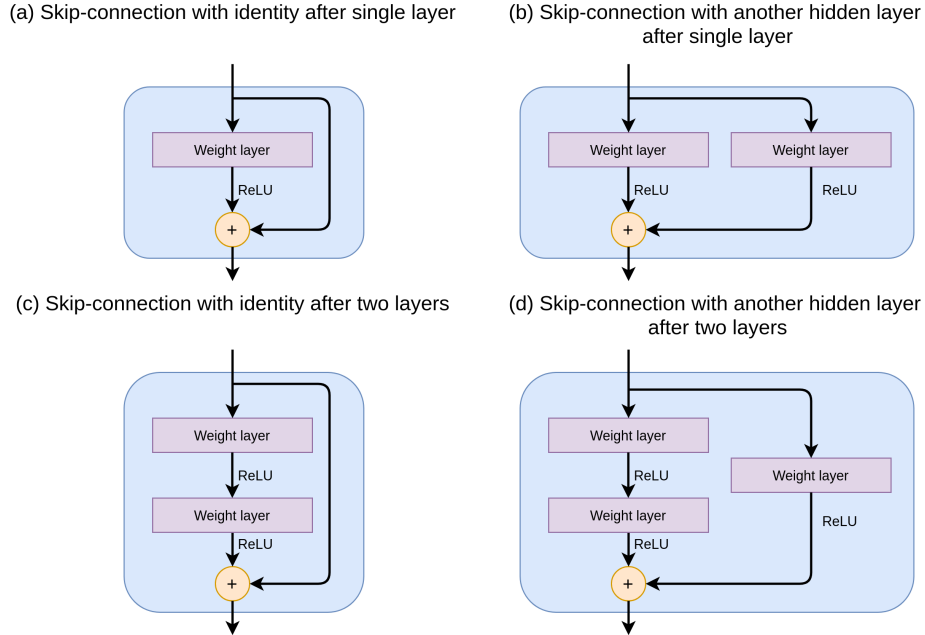 (a) Skip-connection with identity after single layer
Weight layer
ReLU
+
(b) Skip-connection with another hidden layer
after single layer
Weight layer
Weight layer
ReLU
ReLU
+
(c) Skip-connection with identity after two layers
Weight layer
ReLU
Weight layer
ReLU
+
(d) Skip-connection with another hidden layer
after two layers
Weight layer
Weight layer
ReLU
Weight layer
ReLU
ReLU
+